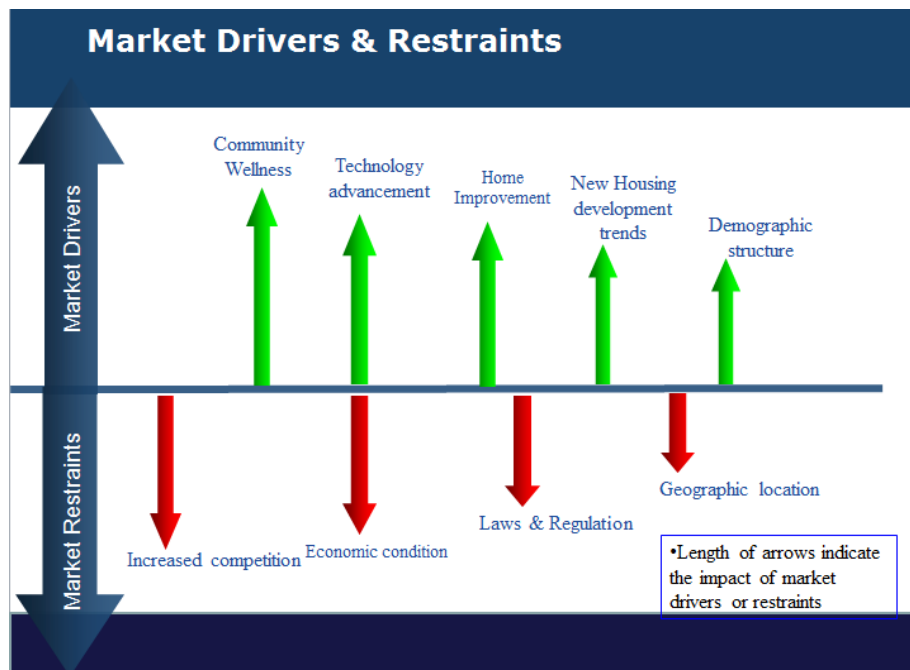 Market Drivers & Restraints
Market Drivers
Community
Wellness
Technology
advancement
Home
Improvement
New Housing
development
trends
Demographic
structure
Market Restraints
Increased competition
Economic condition
Laws & Regulation
Geographic location
•Length of arrows indicate
the impact of market
drivers or restraints